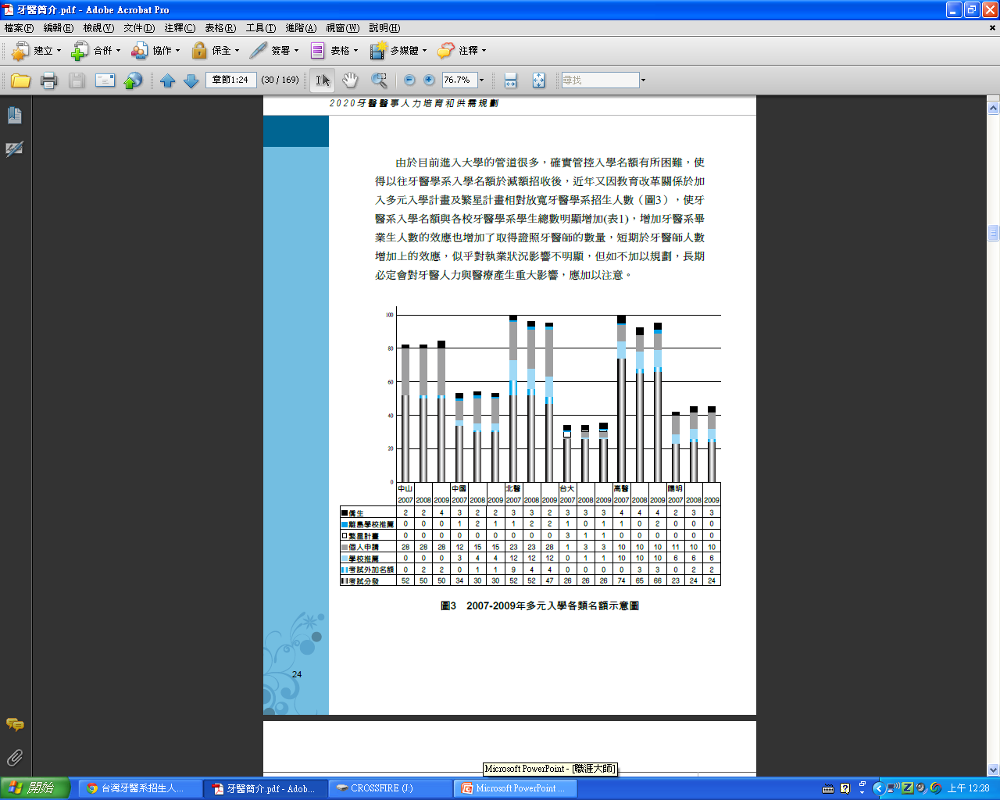 牙醫簡介.pdf - Adobe Acrobat Pro
檔案(F) 編輯(E) 檢視(V) 文件(D) 注釋(C) 表格(R) 工具(T) 進階(A) 視窗(W) 說明(H)
建立 合併 協作 保全 簽署 表格 多媒體 注釋
章節1:24 (30 / 169) 76.7% 尋找
2020牙醫醫事人力培育和供需規劃
由於目前進入大學的管道很多，確實管控入學名額有所困難，使
得以往牙醫學系入學名額於減額招收後，近年又因教育改革關係於加
入多元入學計畫及繁星計畫相對放寬牙醫學系招生人數（圖3），使牙
醫系入學名額與各校牙醫學系學生總數明顯增加(表1)，增加牙醫系畢
業生人數的效應也增加了取得證照牙醫師的數量，短期於牙醫師人數
增加上的效應，似乎對執業狀況影響不明顯，但如不加以規劃，長期
必定會對牙醫人力與醫療產生重大影響，應加以注意。
100
80
60
40
20
0
中山 中國 北醫 台大 高醫 陽明
2007 2008 2009 2007 2008 2009 2007 2008 2009 2007 2008 2009 2007 2008 2009 2007 2008 2009
僑生 2 2 4 3 2 2 3 3 2 3 3 3 4 4 4 2 3 3
離島學校推薦 0 0 0 1 2 1 1 2 2 1 0 1 1 0 2 0 0 0
繁星計畫 0 0 0 0 0 0 0 0 0 3 1 1 0 0 0 0 0 0
個人申請 28 28 28 12 15 15 23 23 28 1 3 3 10 10 10 11 10 10
學校推薦 0 0 0 3 4 4 12 12 12 0 1 1 10 10 10 6 6 6
考試外加名額 0 2 2 0 1 1 9 4 4 0 0 0 0 3 3 0 2 2
考試分發 52 50 50 34 30 30 52 52 47 26 26 26 74 65 66 23 24 24
圖3 2007-2009年多元入學各類名額示意圖
24
Microsoft PowerPoint - [職涯大師]
開始 台灣牙醫系招生人... 牙醫簡介.pdf - Adob... CROSSFIRE (J:) Microsoft PowerPoint ... 上午 12:28